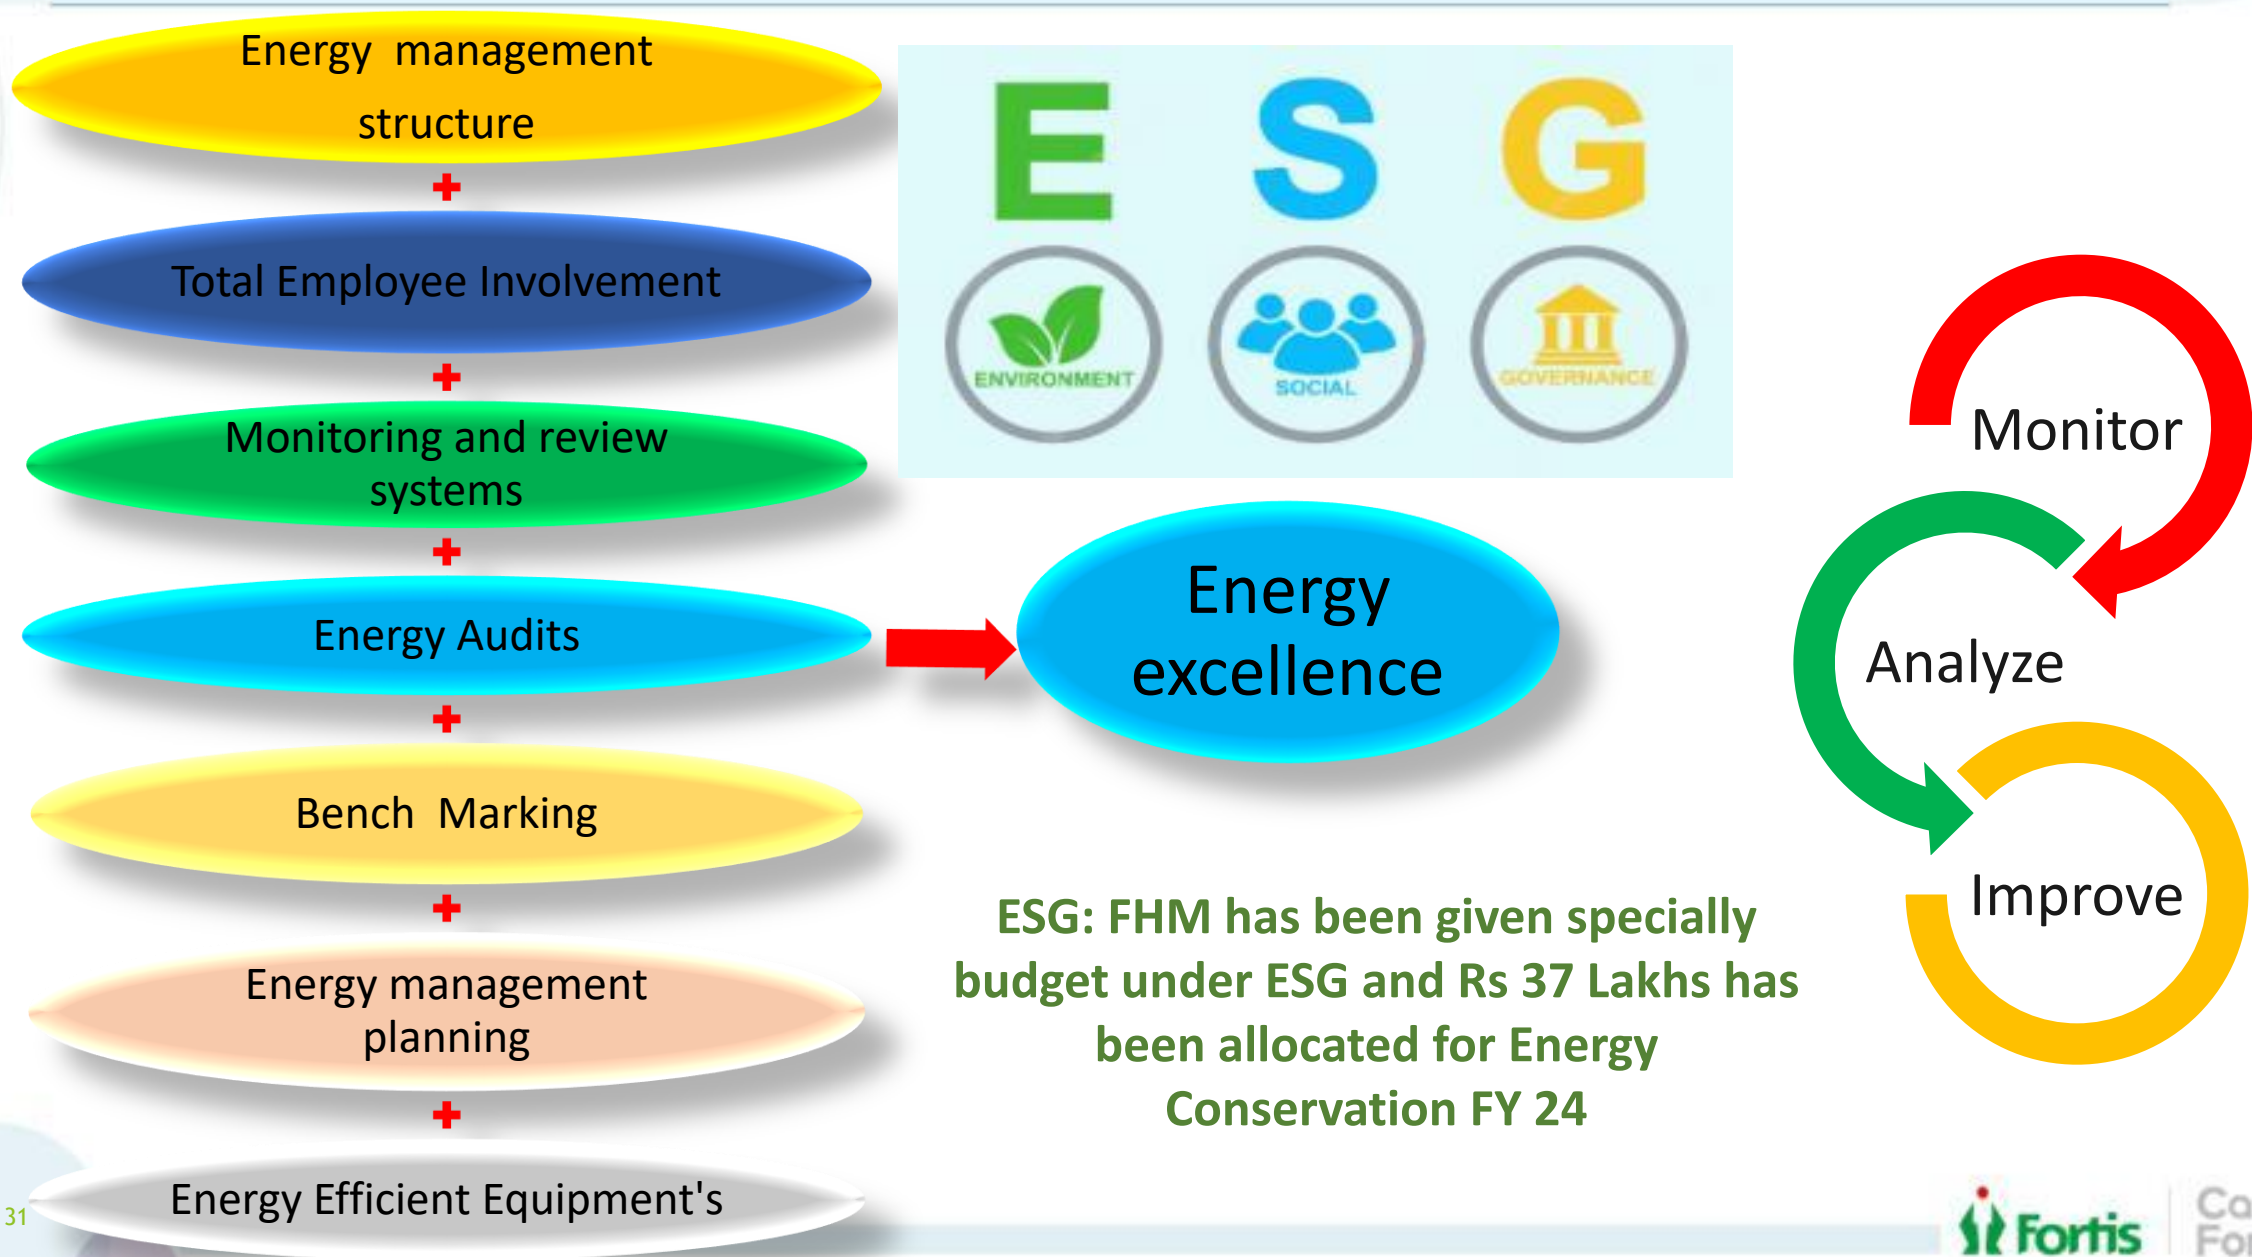 Energy management
structure
Total Employee Involvement
Monitoring and review
systems
Energy Audits
Bench Marking
Energy management
planning
Energy Efficient Equipment's
E S G
ENVIRONMENT
SOCIAL
GOVERNANCE
Energy
excellence
Monitor
Analyze
Improve
ESG: FHM has been given specially
budget under ESG and Rs 37 Lakhs has
been allocated for Energy
Conservation FY 24
31
Fortis